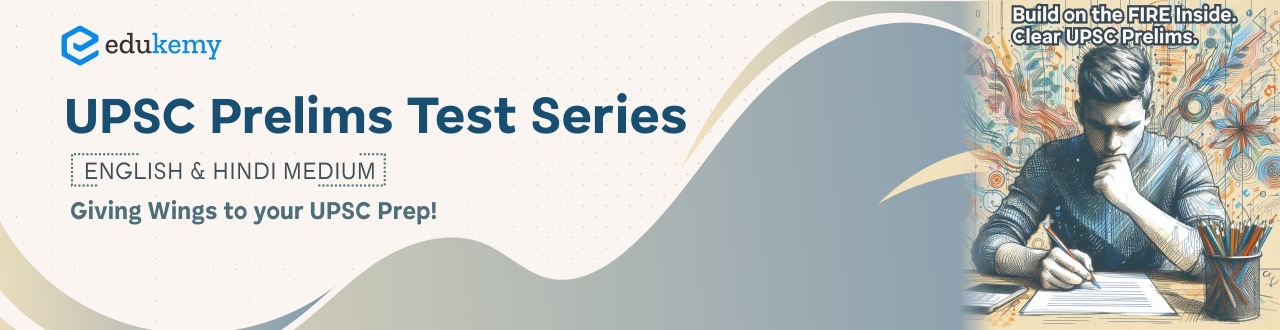 edukemy
UPSC Prelims Test Series
ENGLISH & HINDI MEDIUM
Giving Wings to your UPSC Prep!
Build on the FIRE Inside.
Clear UPSC Prelims.